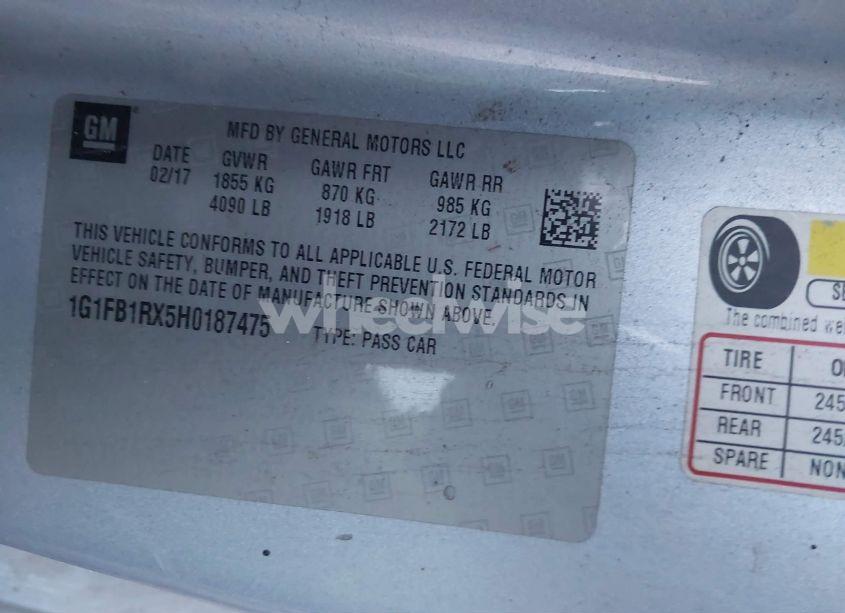 GM
MFD BY GENERAL MOTORS LLC
DATE GVWR GAWR FRT GAWR RR
02/17 1855 KG 870 KG 985 KG
4090 LB 1918 LB 2172 LB
THIS VEHICLE CONFORMS TO ALL APPLICABLE U.S. FEDERAL MOTOR
VEHICLE SAFETY, BUMPER, AND THEFT PREVENTION STANDARDS IN
EFFECT ON THE DATE OF MANUFACTURE SHOWN ABOVE.
1G1FB1RX5H0187475 TYPE: PASS CAR
wheelwise
The combined
TIRE
FRONT 245
REAR 245
SPARE NON